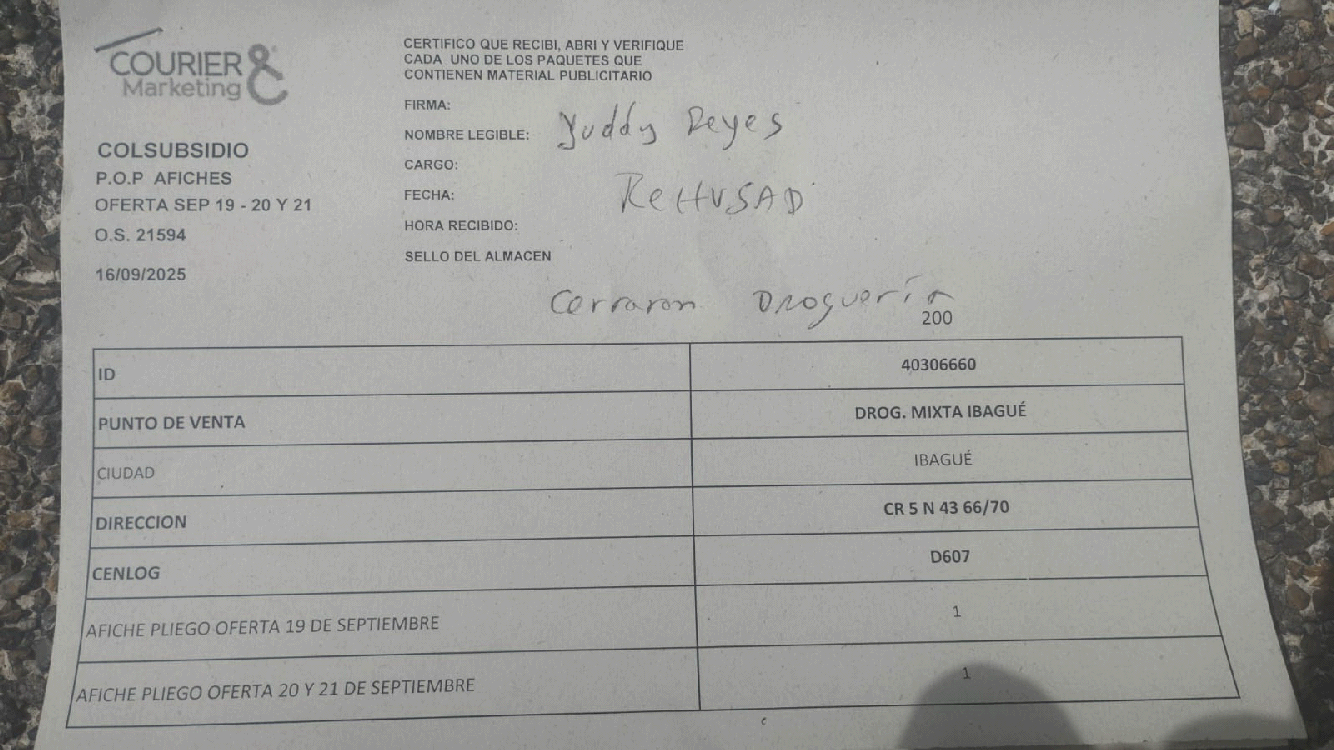 COURIER &
Marketing
COLSUBSIDIO
P.O.P AFICHES
OFERTA SEP 19 - 20 Y 21
O.S. 21594
16/09/2025
CERTIFICO QUE RECIBI, ABRI Y VERIFIQUE
CADA UNO DE LOS PAQUETES QUE
CONTIENEN MATERIAL PUBLICITARIO
FIRMA:
NOMBRE LEGIBLE: Yuddy Reyes
CARGO:
FECHA: ReHUSAD
HORA RECIBIDO:
SELLO DEL ALMACEN
Cerraron Droguería
200
ID 40306660
PUNTO DE VENTA DROG. MIXTA IBAGUÉ
CIUDAD IBAGUÉ
DIRECCION CR 5 N 43 66/70
CENLOG D607
AFICHE PLIEGO OFERTA 19 DE SEPTIEMBRE 1
AFICHE PLIEGO OFERTA 20 Y 21 DE SEPTIEMBRE 1